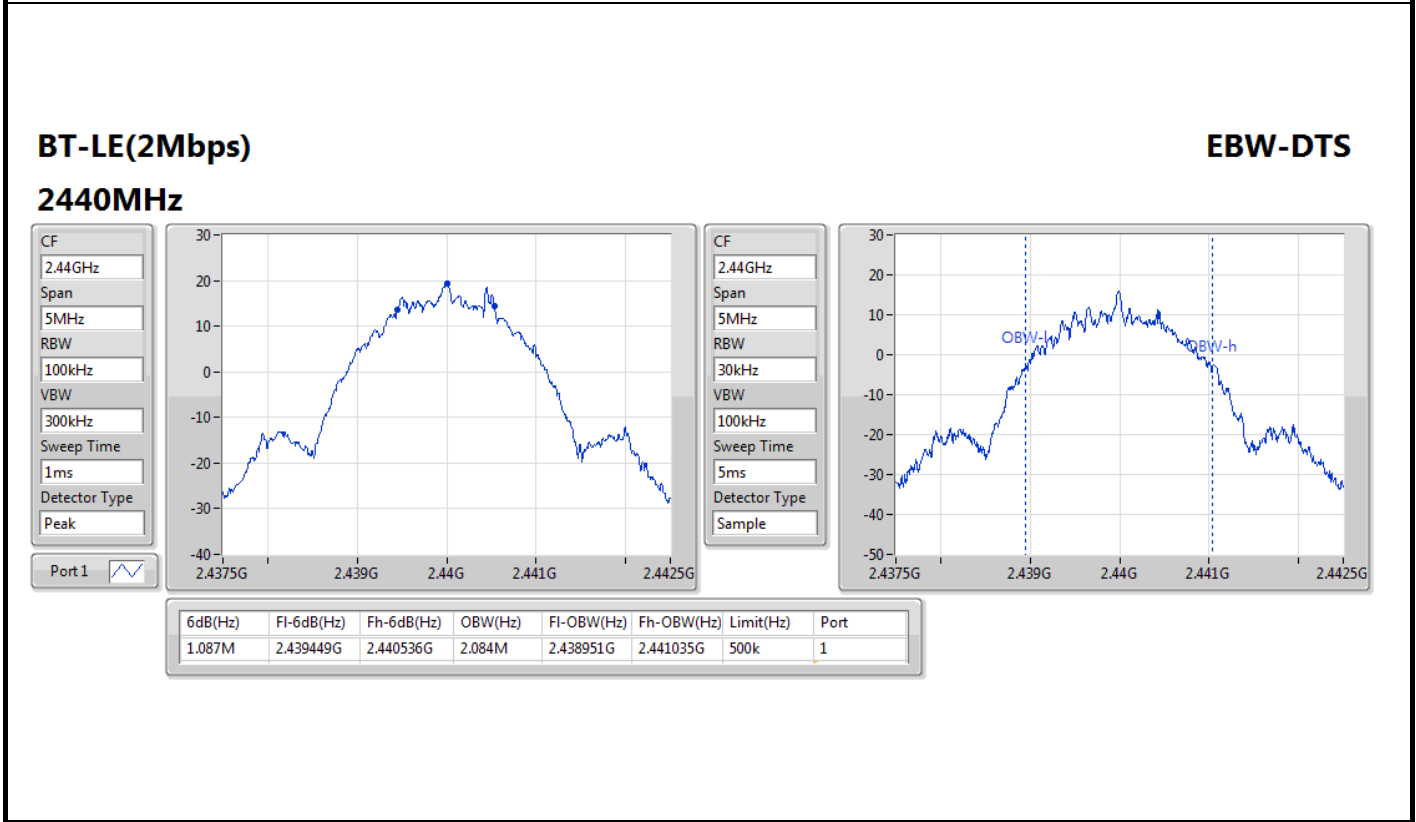 BT-LE(2Mbps)
EBW-DTS
2440MHz
CF
2.44GHz
Span
5MHz
RBW
100kHz
VBW
300kHz
Sweep Time
1ms
Detector Type
Peak
Port 1
30
20
10
0
-10
-20
-30
-40
2.4375G 2.439G 2.44G 2.441G 2.4425G
CF
2.44GHz
Span
5MHz
RBW
30kHz
VBW
100kHz
Sweep Time
5ms
Detector Type
Sample
30
20
10
0
-10
-20
-30
-40
-50
OBW-l
OBW-h
2.4375G 2.439G 2.44G 2.441G 2.4425G
6dB(Hz) Fl-6dB(Hz) Fh-6dB(Hz) OBW(Hz) Fl-OBW(Hz) Fh-OBW(Hz) Limit(Hz) Port
1.087M 2.439449G 2.440536G 2.084M 2.438951G 2.441035G 500k 1